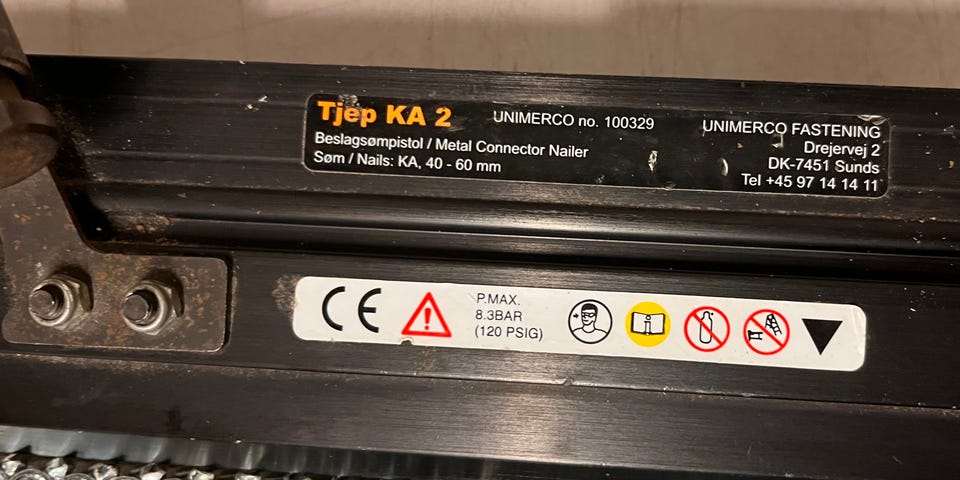 Tjep KA 2
UNIMERCO no. 100329
Beslagsømpistol / Metal Connector Nailer
Søm / Nails: KA, 40 - 60 mm
UNIMERCO FASTENING
Drejervej 2
DK-7451 Sunds
Tel +45 97 14 14 11
CE
P.MAX.
8.3BAR
(120 PSIG)